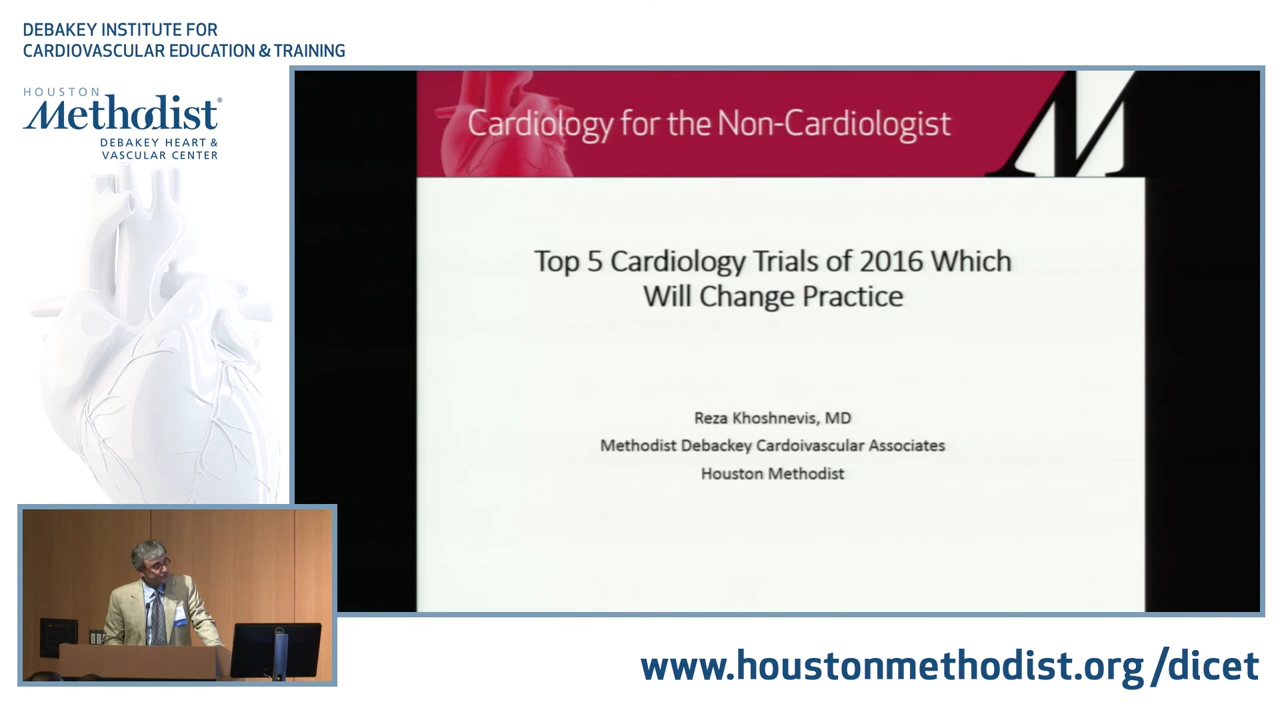 DEBAKEY INSTITUTE FOR
CARDIOVASCULAR EDUCATION & TRAINING
HOUSTON
Methodist®
DEBAKEY HEART &
VASCULAR CENTER
Cardiology for the Non-Cardiologist
M
Top 5 Cardiology Trials of 2016 Which
Will Change Practice
Reza Khoshnevis, MD
Methodist Debackey Cardoivascular Associates
Houston Methodist
www.houstonmethodist.org/dicet